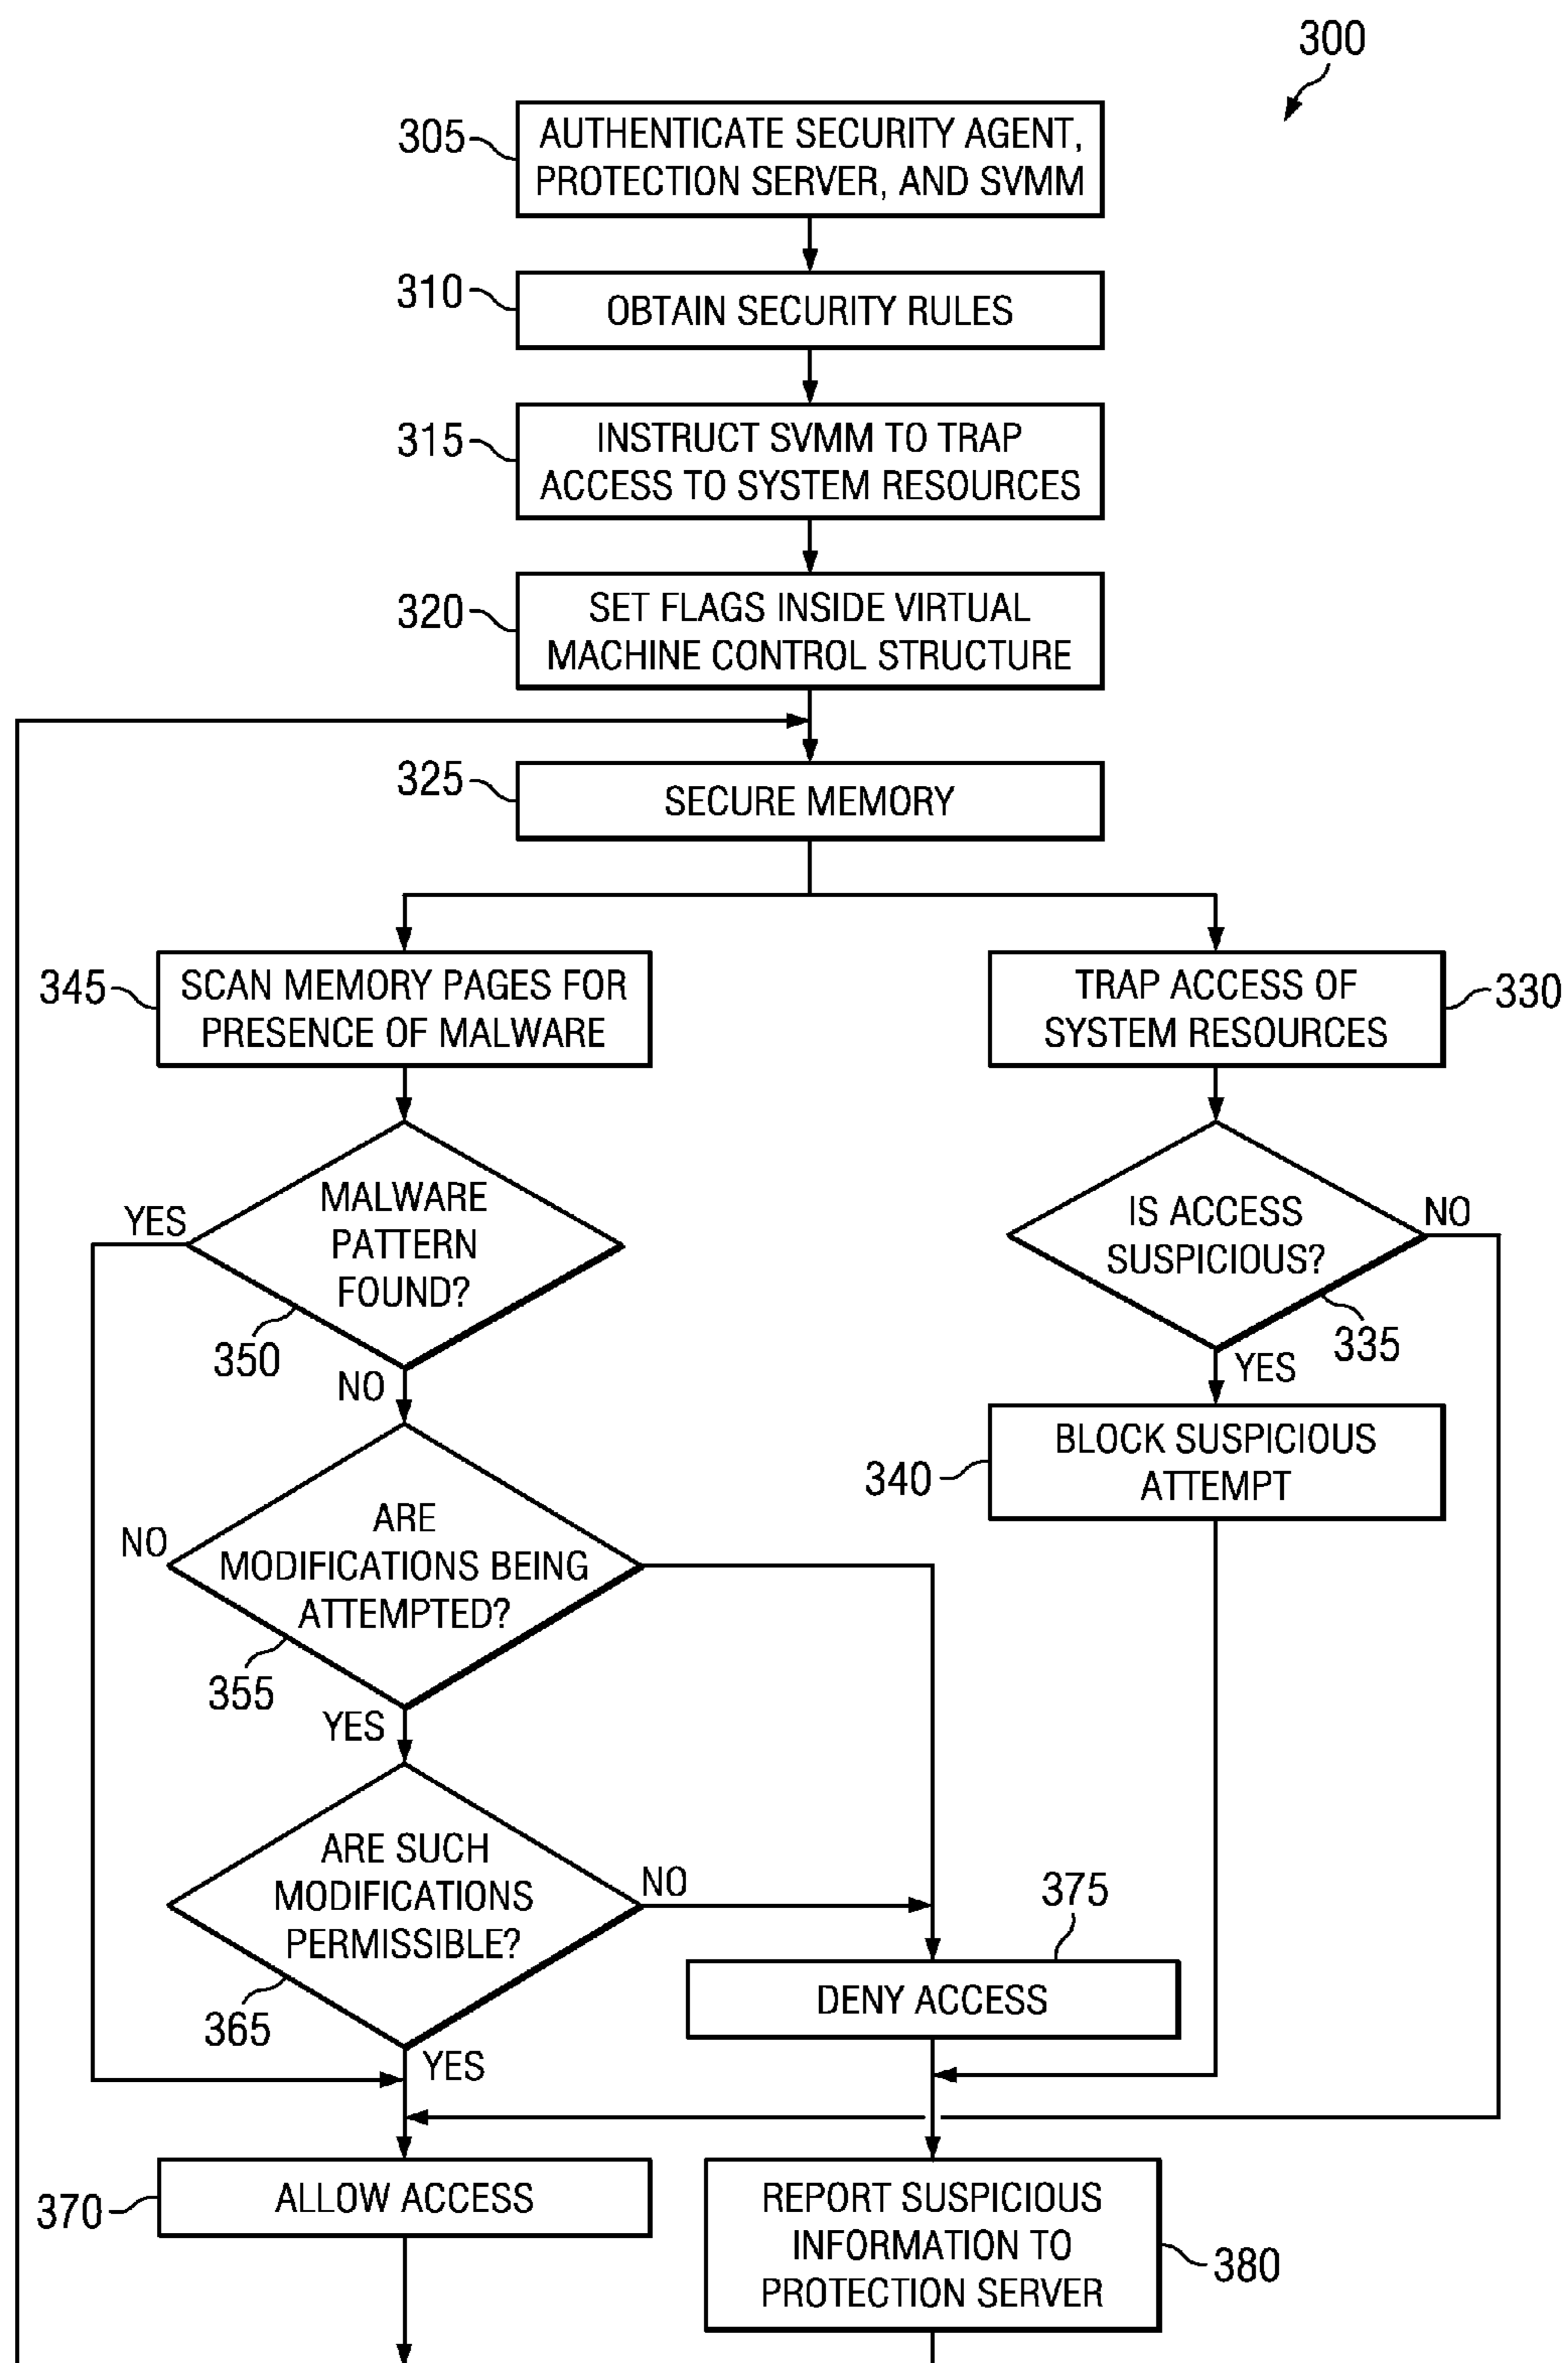 300
305
AUTHENTICATE SECURITY AGENT,
PROTECTION SERVER, AND SVMM
310
OBTAIN SECURITY RULES
315
INSTRUCT SVMM TO TRAP
ACCESS TO SYSTEM RESOURCES
320
SET FLAGS INSIDE VIRTUAL
MACHINE CONTROL STRUCTURE
325
SECURE MEMORY
345
SCAN MEMORY PAGES FOR
PRESENCE OF MALWARE
TRAP ACCESS OF
SYSTEM RESOURCES
330
YES
MALWARE
PATTERN
FOUND?
350
NO
IS ACCESS
SUSPICIOUS?
NO
335
YES
340
BLOCK SUSPICIOUS
ATTEMPT
NO
ARE
MODIFICATIONS BEING
ATTEMPTED?
355
YES
ARE SUCH
MODIFICATIONS
PERMISSIBLE?
NO
365
YES
375
DENY ACCESS
370
ALLOW ACCESS
REPORT SUSPICIOUS
INFORMATION TO
PROTECTION SERVER
380